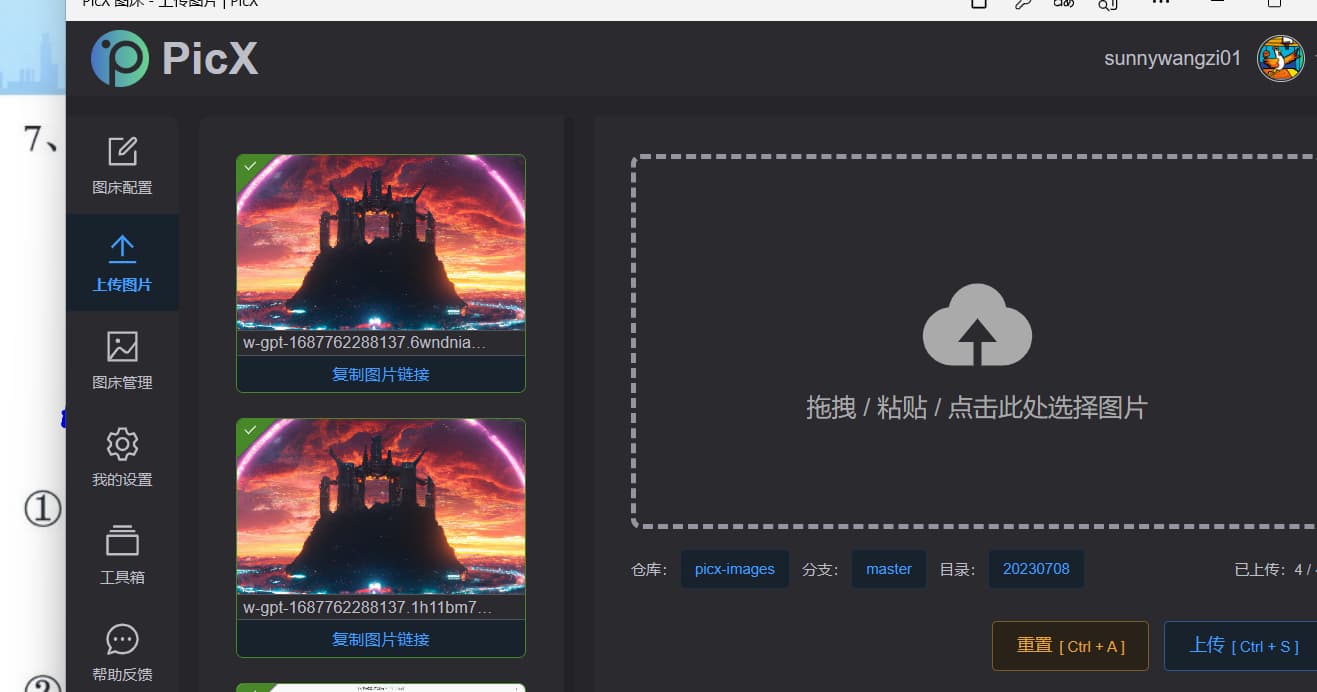 PicX 图床 - 上传图片 | PicX
PicX
sunnywangzi01
7、
图床配置
上传图片
图床管理
我的设置
①
工具箱
帮助反馈
②
w-gpt-1687762288137.6wndnia...
复制图片链接
w-gpt-1687762288137.1h11bm7...
复制图片链接
拖拽 / 粘贴 / 点击此处选择图片
仓库： picx-images 分支： master 目录： 20230708 已上传：4 /
重置 [ Ctrl + A ] 上传 [ Ctrl + S ]